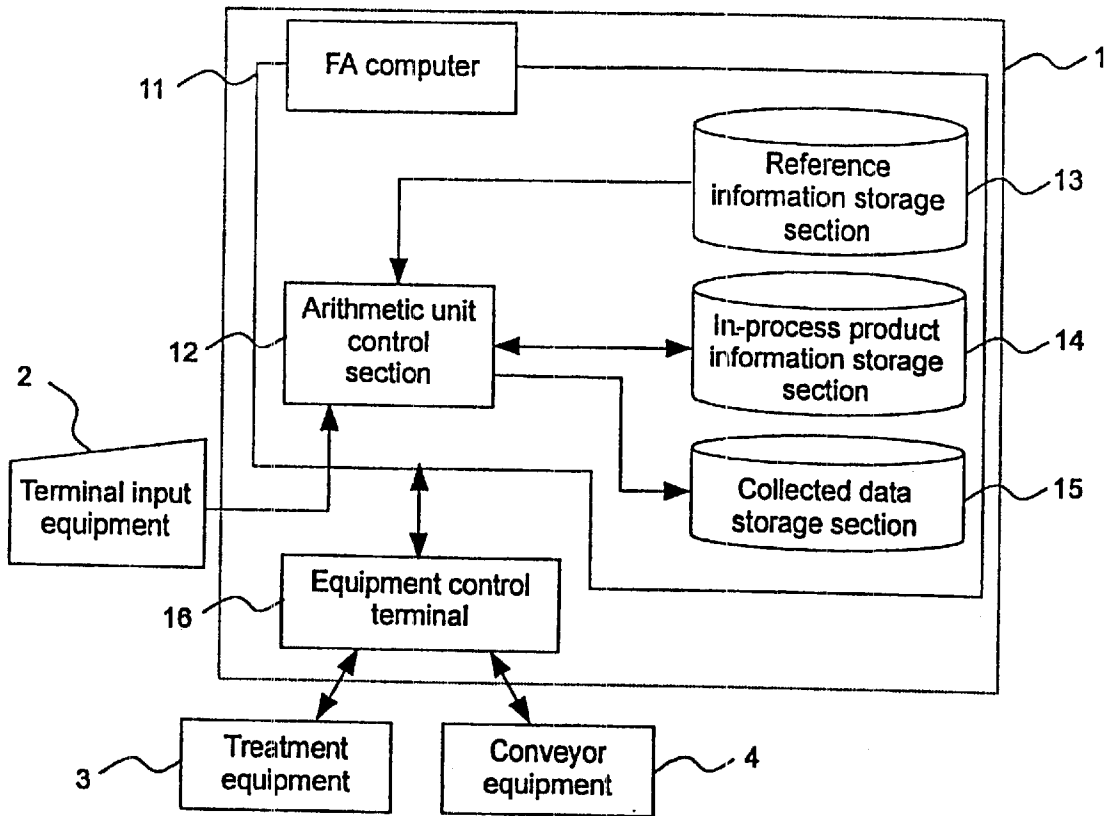 FA computer
11
1
Reference
information storage
section
13
Arithmetic unit
control
section
12
In-process product
information storage
section
14
2
Terminal input
equipment
Collected data
storage section
15
Equipment control
terminal
16
Treatment
equipment
3
Conveyor
equipment
4